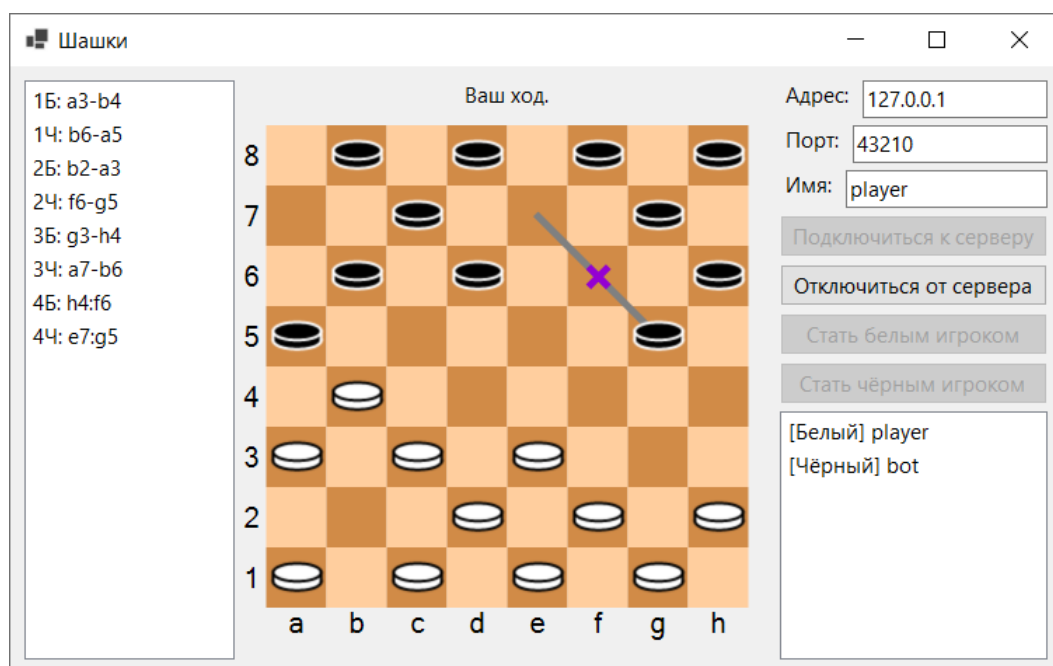 Шашки
1Б: a3-b4
1Ч: b6-a5
2Б: b2-a3
2Ч: f6-g5
3Б: g3-h4
3Ч: a7-b6
4Б: h4:f6
4Ч: e7:g5
Ваш ход.
8
7
6
5
4
3
2
1
a b c d e f g h
Адрес: 127.0.0.1
Порт: 43210
Имя: player
Подключиться к серверу
Отключиться от сервера
Стать белым игроком
Стать чёрным игроком
[Белый] player
[Чёрный] bot